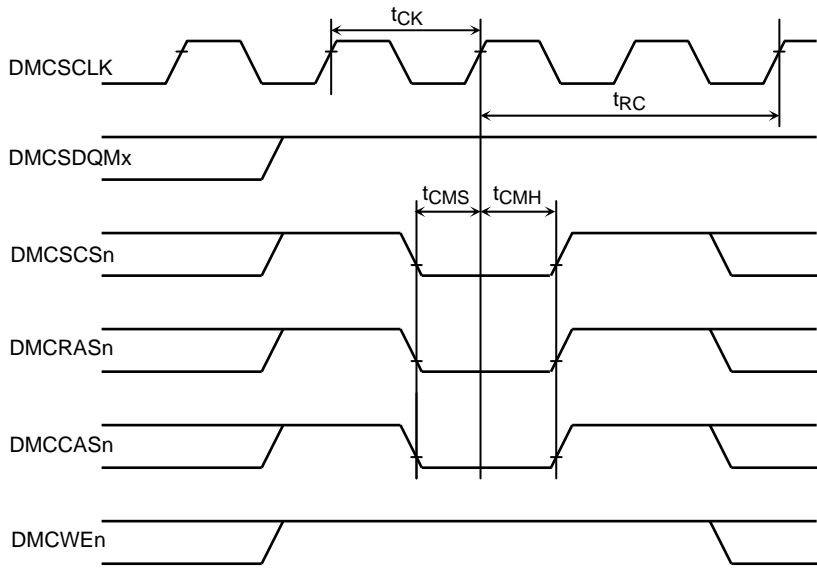 tCK
DMCSCLK
tRC
DMCSDQMx
tCMS tCMH
DMCSCSn
DMCRASn
DMCCASn
DMCWEn